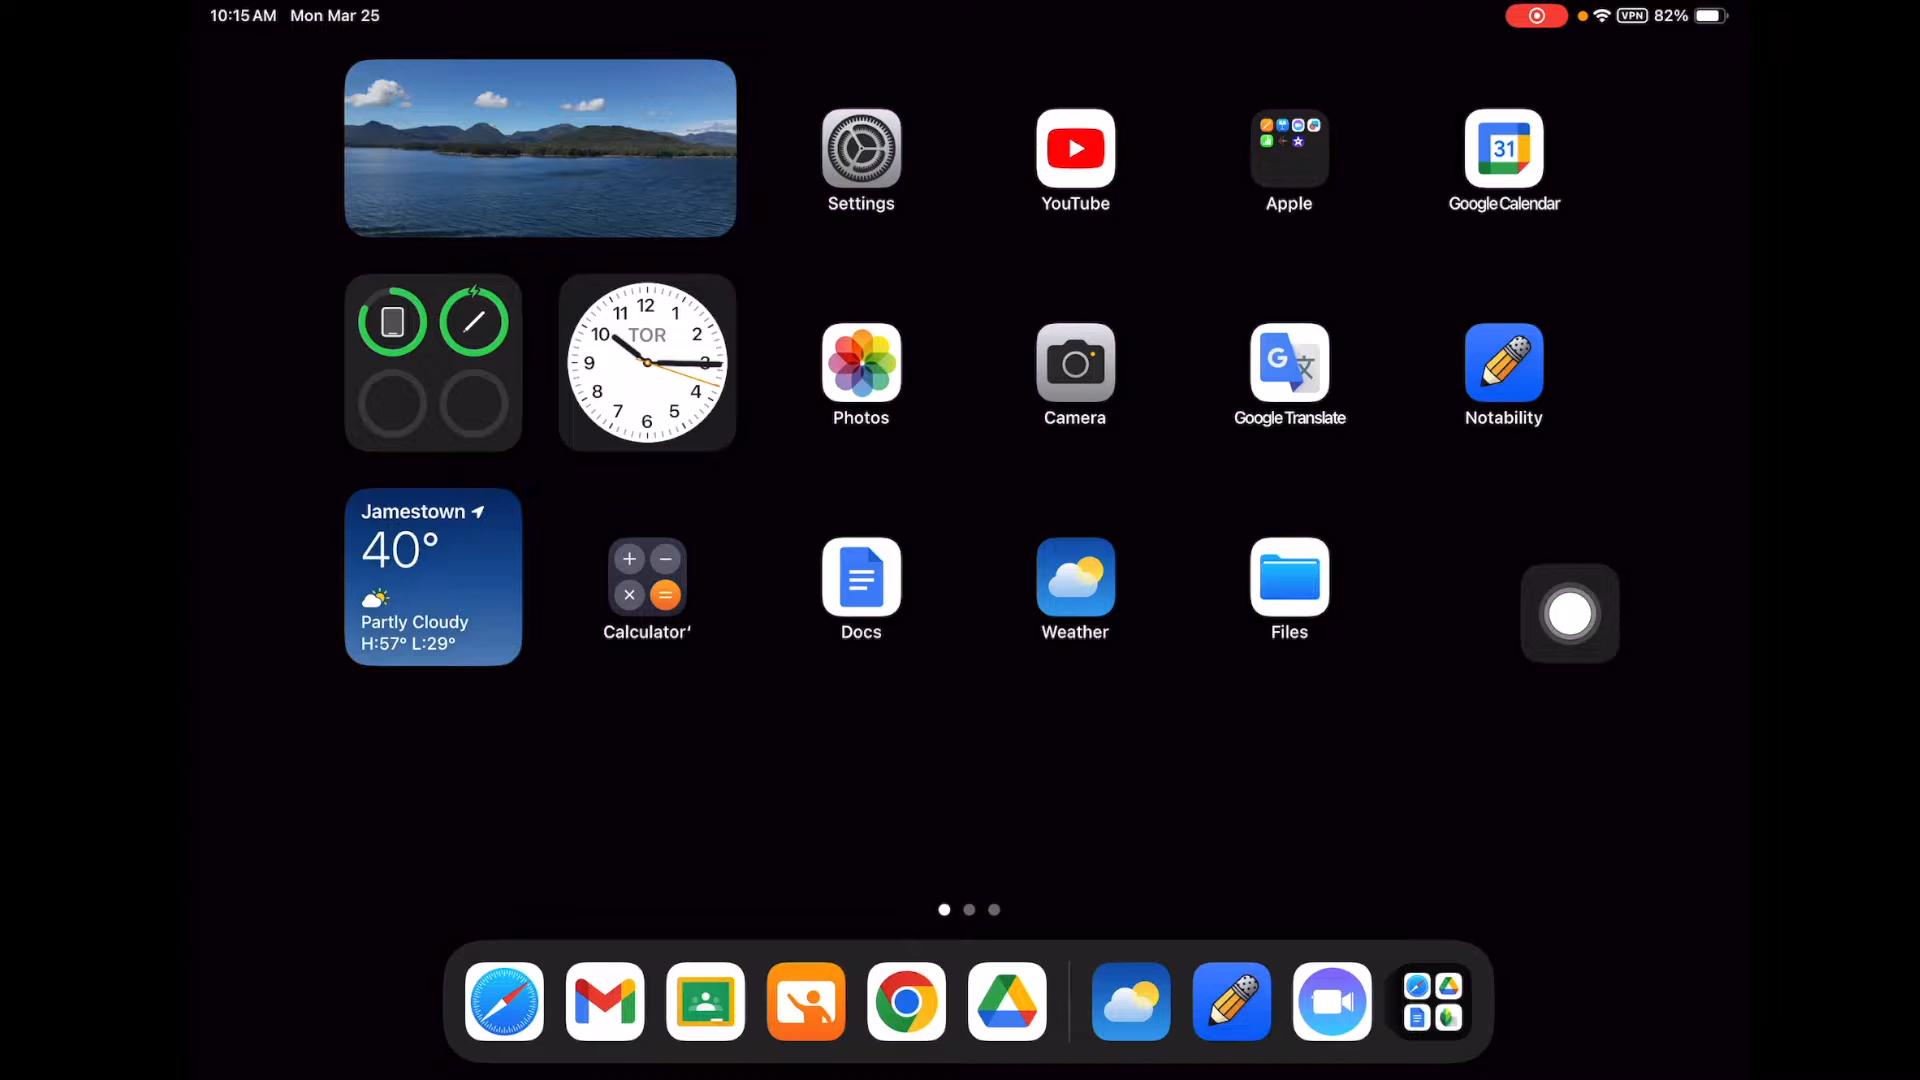 10:15 AM Mon Mar 25
VPN 82%
Settings
YouTube
Apple
31
Google Calendar
12
11 1
10 TOR 2
9 3
8 4
7 5
6
Photos
Camera
G
Google Translate
Notability
Jamestown
40°
Partly Cloudy
H:57° L:29°
+ −
× =
Calculator‘
Docs
Weather
Files